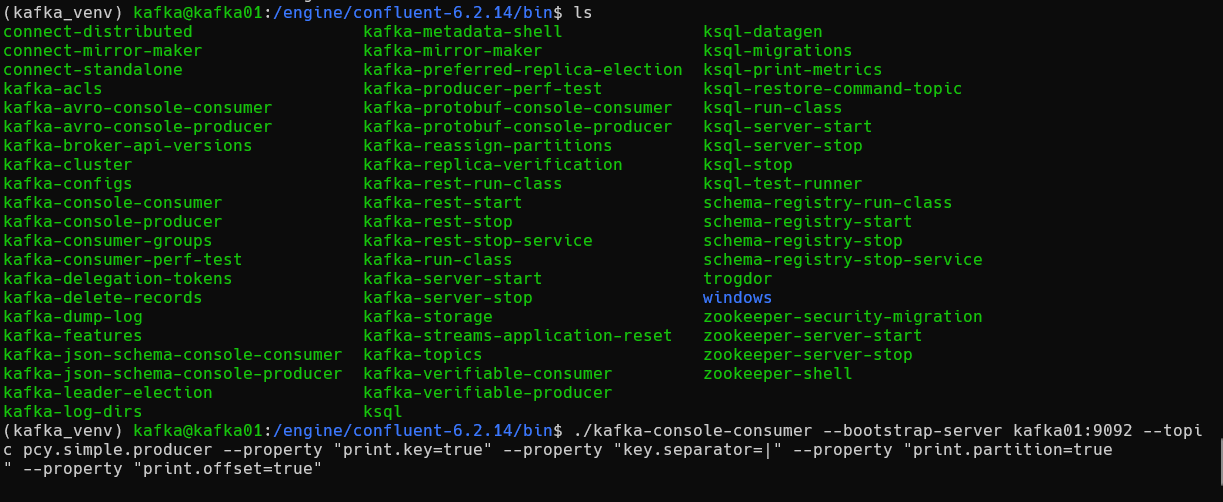 (kafka_venv) kafka@kafka01:/engine/confluent-6.2.14/bin$ ls
connect-distributed kafka-metadata-shell ksql-datagen
connect-mirror-maker kafka-mirror-maker ksql-migrations
connect-standalone kafka-preferred-replica-election ksql-print-metrics
kafka-acls kafka-producer-perf-test ksql-restore-command-topic
kafka-avro-console-consumer kafka-protobuf-console-consumer ksql-run-class
kafka-avro-console-producer kafka-protobuf-console-producer ksql-server-start
kafka-broker-api-versions kafka-reassign-partitions ksql-server-stop
kafka-cluster kafka-replica-verification ksql-stop
kafka-configs kafka-rest-run-class ksql-test-runner
kafka-console-consumer kafka-rest-start schema-registry-run-class
kafka-console-producer kafka-rest-stop schema-registry-start
kafka-consumer-groups kafka-rest-stop-service schema-registry-stop
kafka-consumer-perf-test kafka-run-class schema-registry-stop-service
kafka-delegation-tokens kafka-server-start trogdor
kafka-delete-records kafka-server-stop windows
kafka-dump-log kafka-storage zookeeper-security-migration
kafka-features kafka-streams-application-reset zookeeper-server-start
kafka-json-schema-console-consumer kafka-topics zookeeper-server-stop
kafka-json-schema-console-producer kafka-verifiable-consumer zookeeper-shell
kafka-leader-election kafka-verifiable-producer
kafka-log-dirs ksql
(kafka_venv) kafka@kafka01:/engine/confluent-6.2.14/bin$ ./kafka-console-consumer --bootstrap-server kafka01:9092 --topi
c pcy.simple.producer --property "print.key=true" --property "key.separator=|" --property "print.partition=true
" --property "print.offset=true"